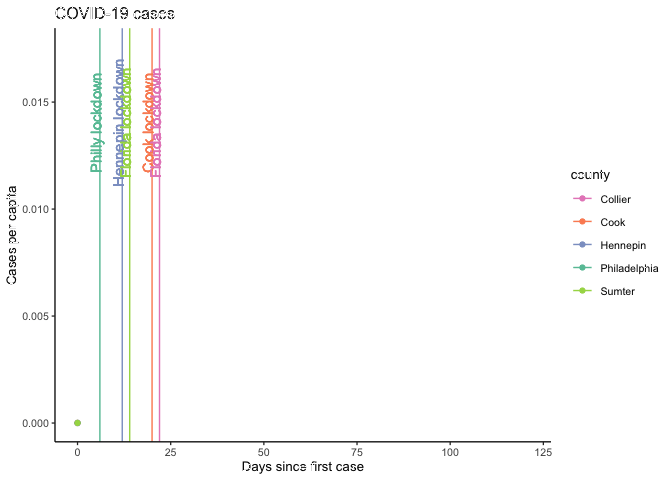 COVID-19 cases
Cases per capita
0.015
0.010
0.005
0.000
Philly lockdown
Hennepin lockdown
Florida lockdown
Cook lockdown
Florida lockdown
0
25
50
75
100
125
Days since first case
county
Collier
Cook
Hennepin
Philadelphia
Sumter